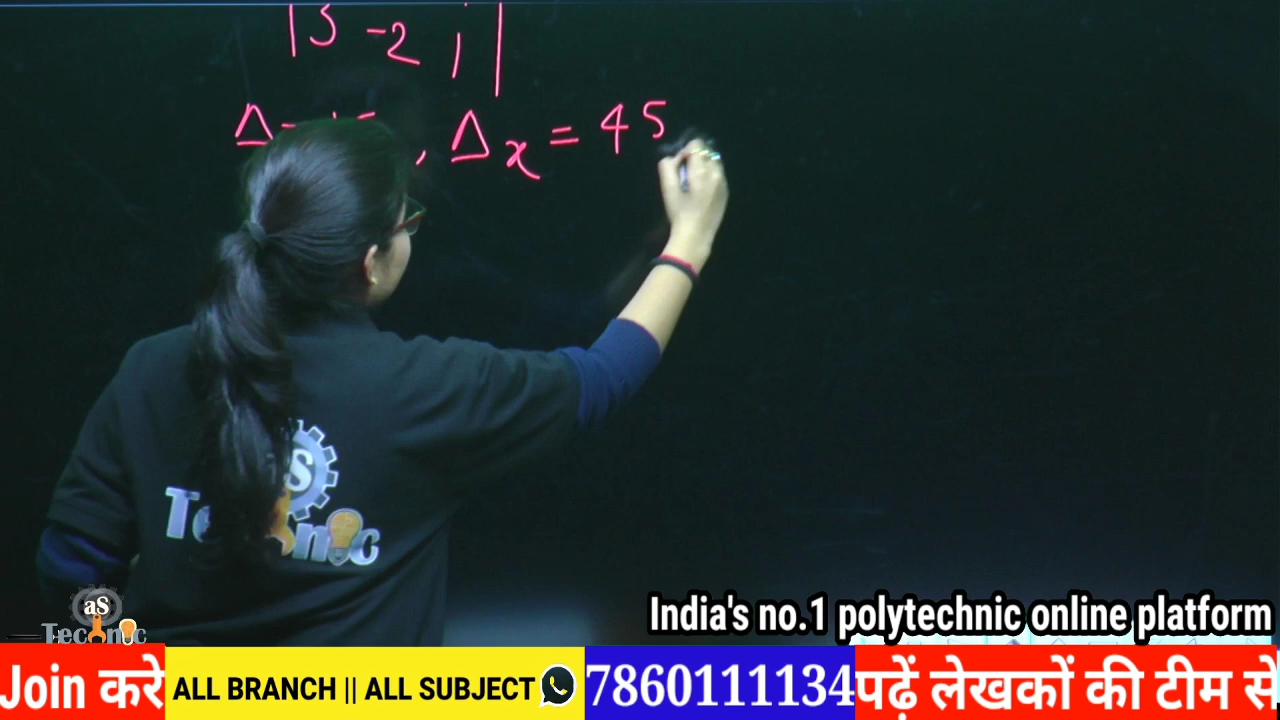 |3 -2 1|
, Δx = 45
aS
Teconic
India's no.1 polytechnic online platform
Join करे ALL BRANCH || ALL SUBJECT 7860111134 पढ़ें लेखकों की टीम से